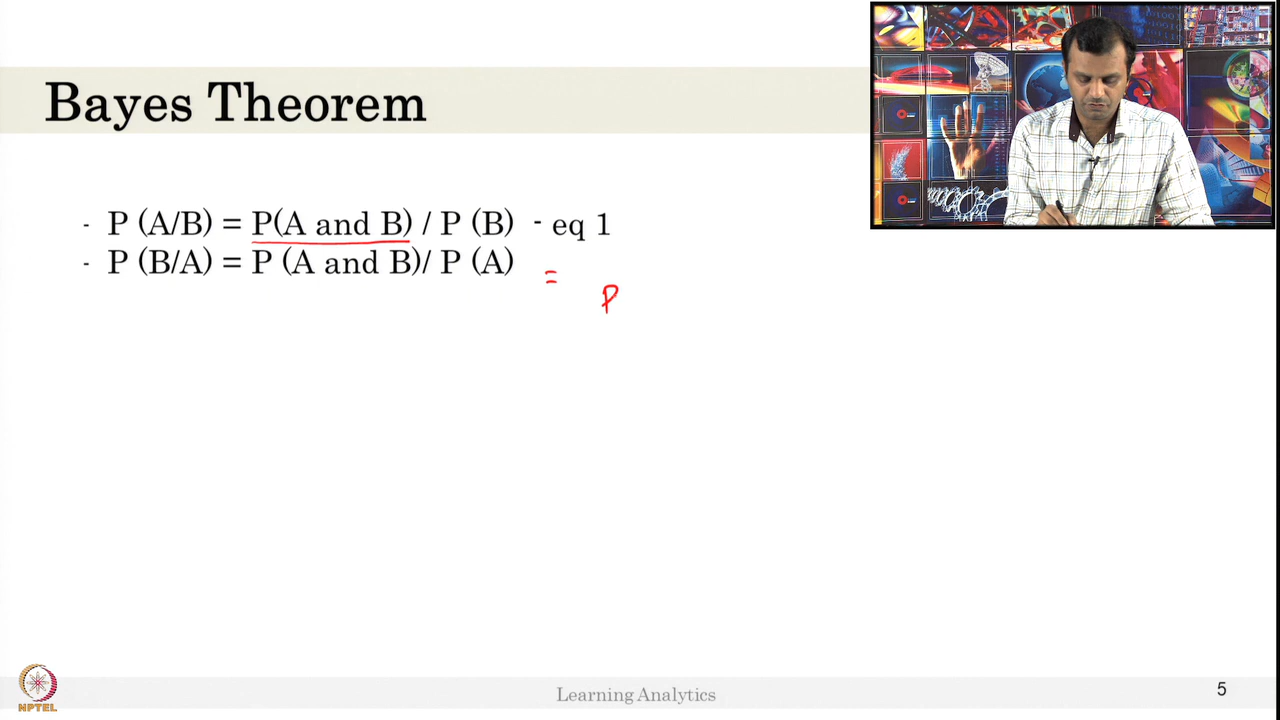 Bayes Theorem
- P (A/B) = P(A and B) / P (B) - eq 1
- P (B/A) = P (A and B)/ P (A)
=
P
NPTEL
Learning Analytics
5